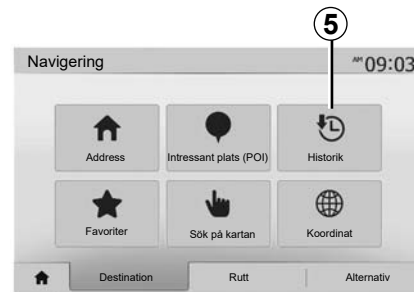 5
Navigering AM 09:03
Address Intressant plats (POI) Historik
Favoriter Sök på kartan Koordinat
Destination Rutt Alternativ